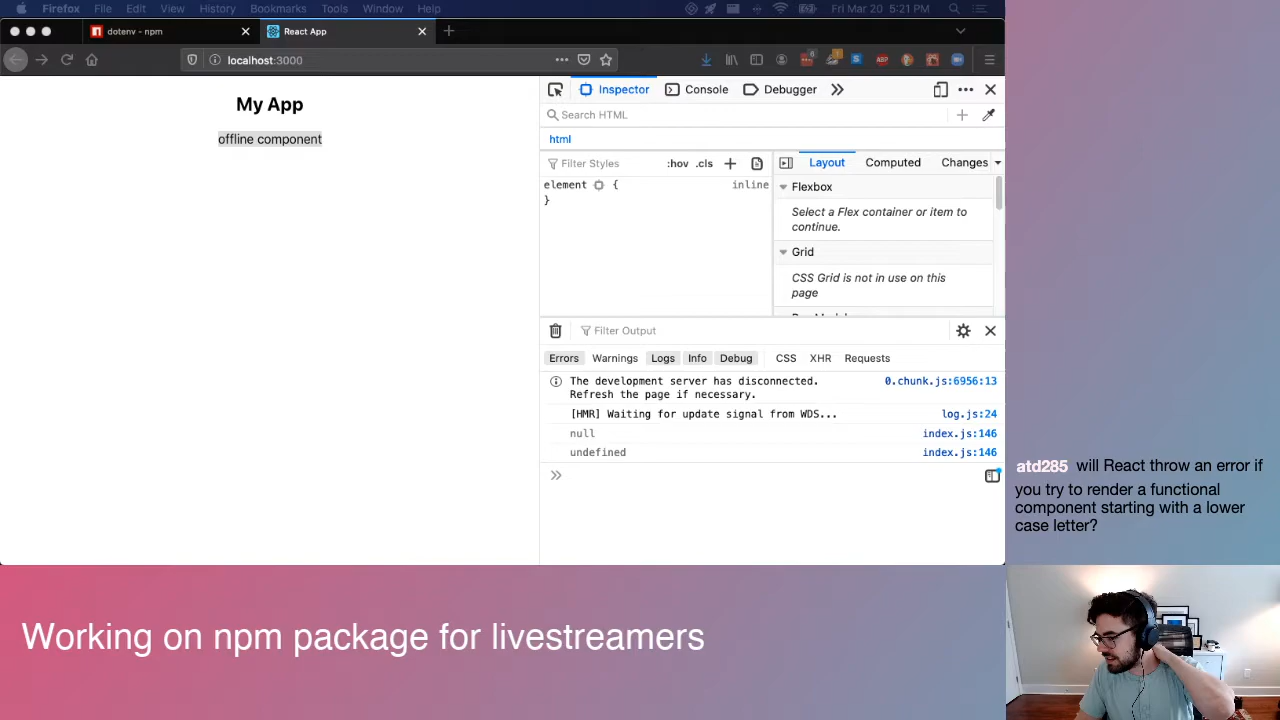 Firefox File Edit View History Bookmarks Tools Window Help Fri Mar 20 5:15:21 PM
dotenv - npm
React App
localhost:3000
My App
offline component
Inspector Console Debugger
Search HTML
html
Filter Styles :hov .cls
Layout Computed Changes
element { inline
}
Flexbox
Select a Flex container or item to
continue.
Grid
CSS Grid is not in use on this
page
Filter Output
Errors Warnings Logs Info Debug CSS XHR Requests
The development server has disconnected. 0.chunk.js:6956:13
Refresh the page if necessary.
[HMR] Waiting for update signal from WDS... log.js:24
null index.js:146
undefined index.js:146
atd285 will React throw an error if
you try to render a functional
component starting with a lower
case letter?
Working on npm package for livestreamers